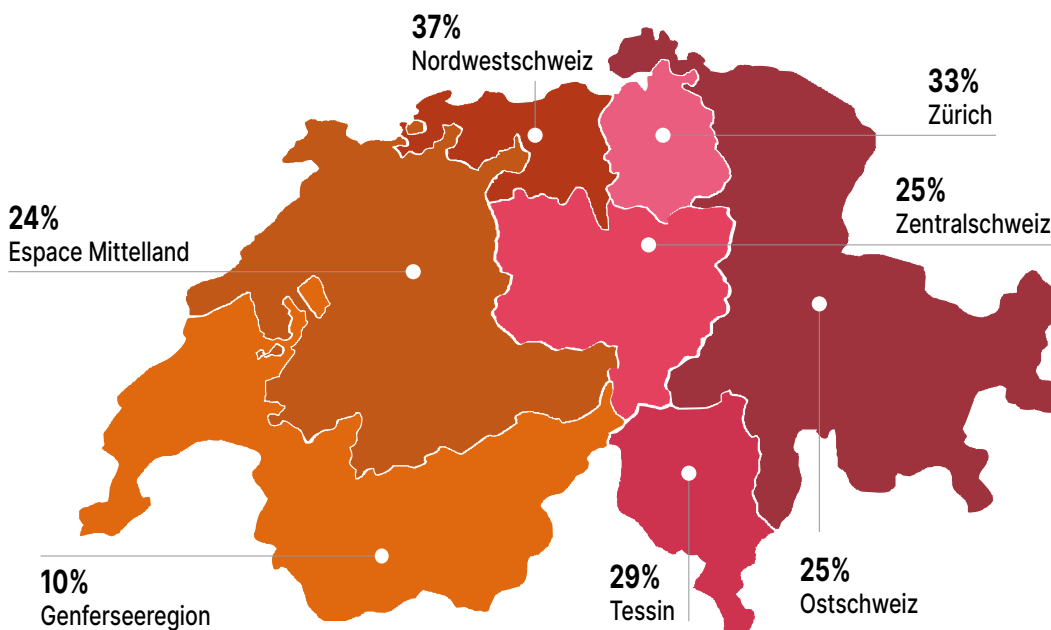 37%
Nordwestschweiz
33%
Zürich
25%
Zentralschweiz
24%
Espace Mittelland
10%
Genferseeregion
29%
Tessin
25%
Ostschweiz